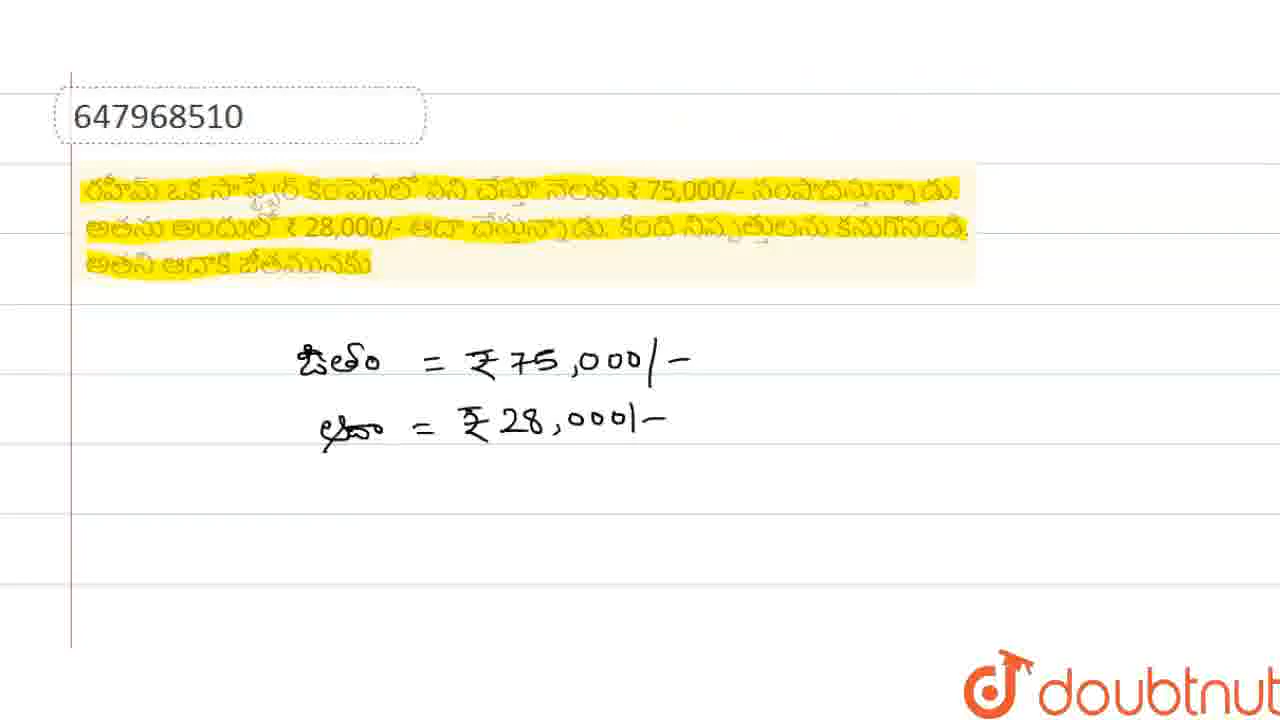 647968510
రహీమ్ ఒక సాఫ్ట్వేర్ కంపెనీలో పని చేస్తూ నెలకు ₹ 75,000/- సంపాదిస్తున్నాడు.
అతను అందులో ₹ 28,000/- ఆదా చేస్తున్నాడు. కింది నిష్పత్తులను కనుగొనండి.
అతని ఆదాకి జీతమునకు
జీతం = ₹ 75,000/-
ఆదా = ₹ 28,000/-
doubtnut